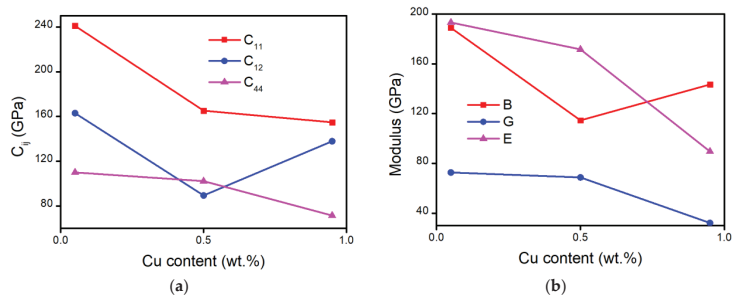 240
200
160
120
80
C11
C12
C44
Cij (GPa)
0.0
0.5
1.0
Cu content (wt.%)
(a)
200
160
120
80
40
B
G
E
Modulus (GPa)
0.0
0.5
1.0
Cu content (wt.%)
(b)